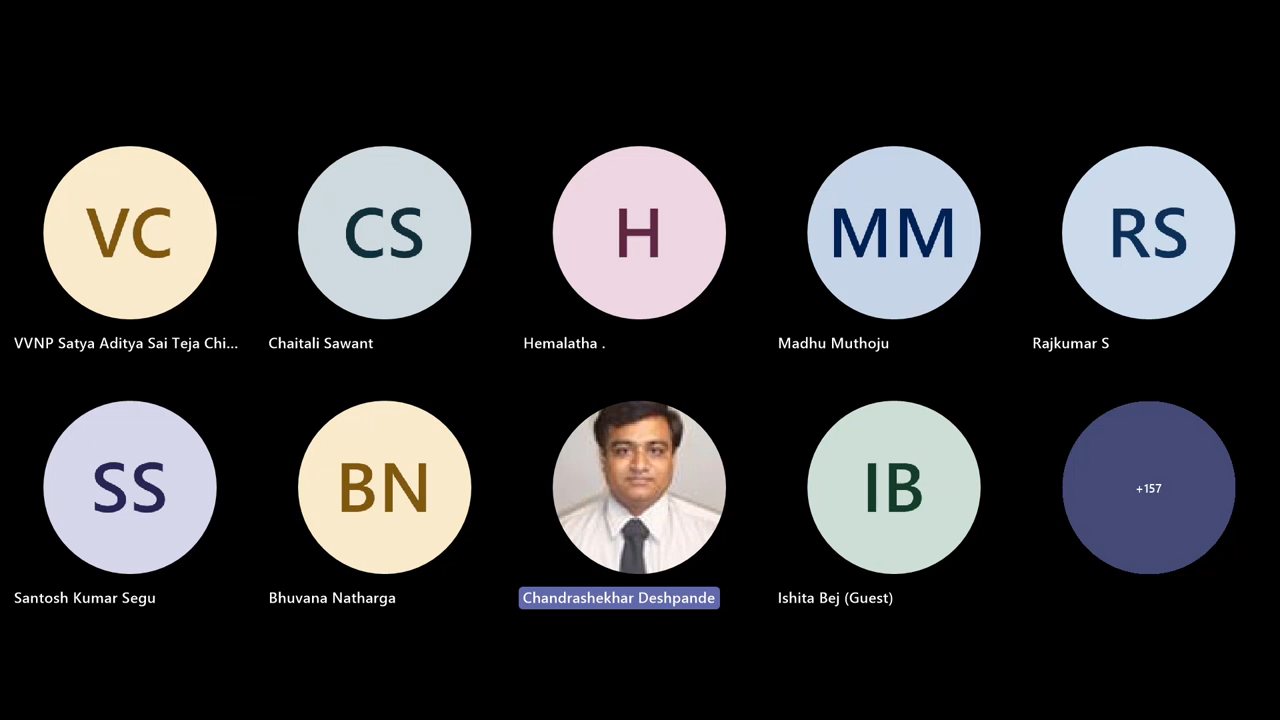 VC
CS
H
MM
RS
VVNP Satya Aditya Sai Teja Chi...
Chaitali Sawant
Hemalatha .
Madhu Muthoju
Rajkumar S
SS
BN
IB
+157
Santosh Kumar Segu
Bhuvana Natharga
Chandrashekhar Deshpande
Ishita Bej (Guest)